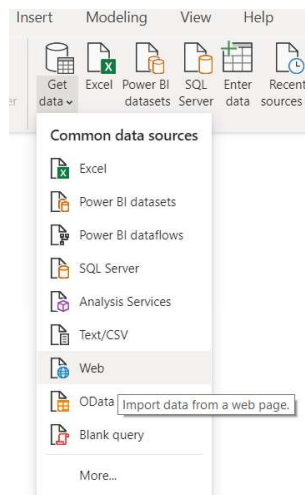 Insert Modeling View Help
Get data Excel Power BI datasets SQL Server Enter data Recent sources
Common data sources
Excel
Power BI datasets
Power BI dataflows
SQL Server
Analysis Services
Text/CSV
Web
OData
Import data from a web page.
Blank query
More...